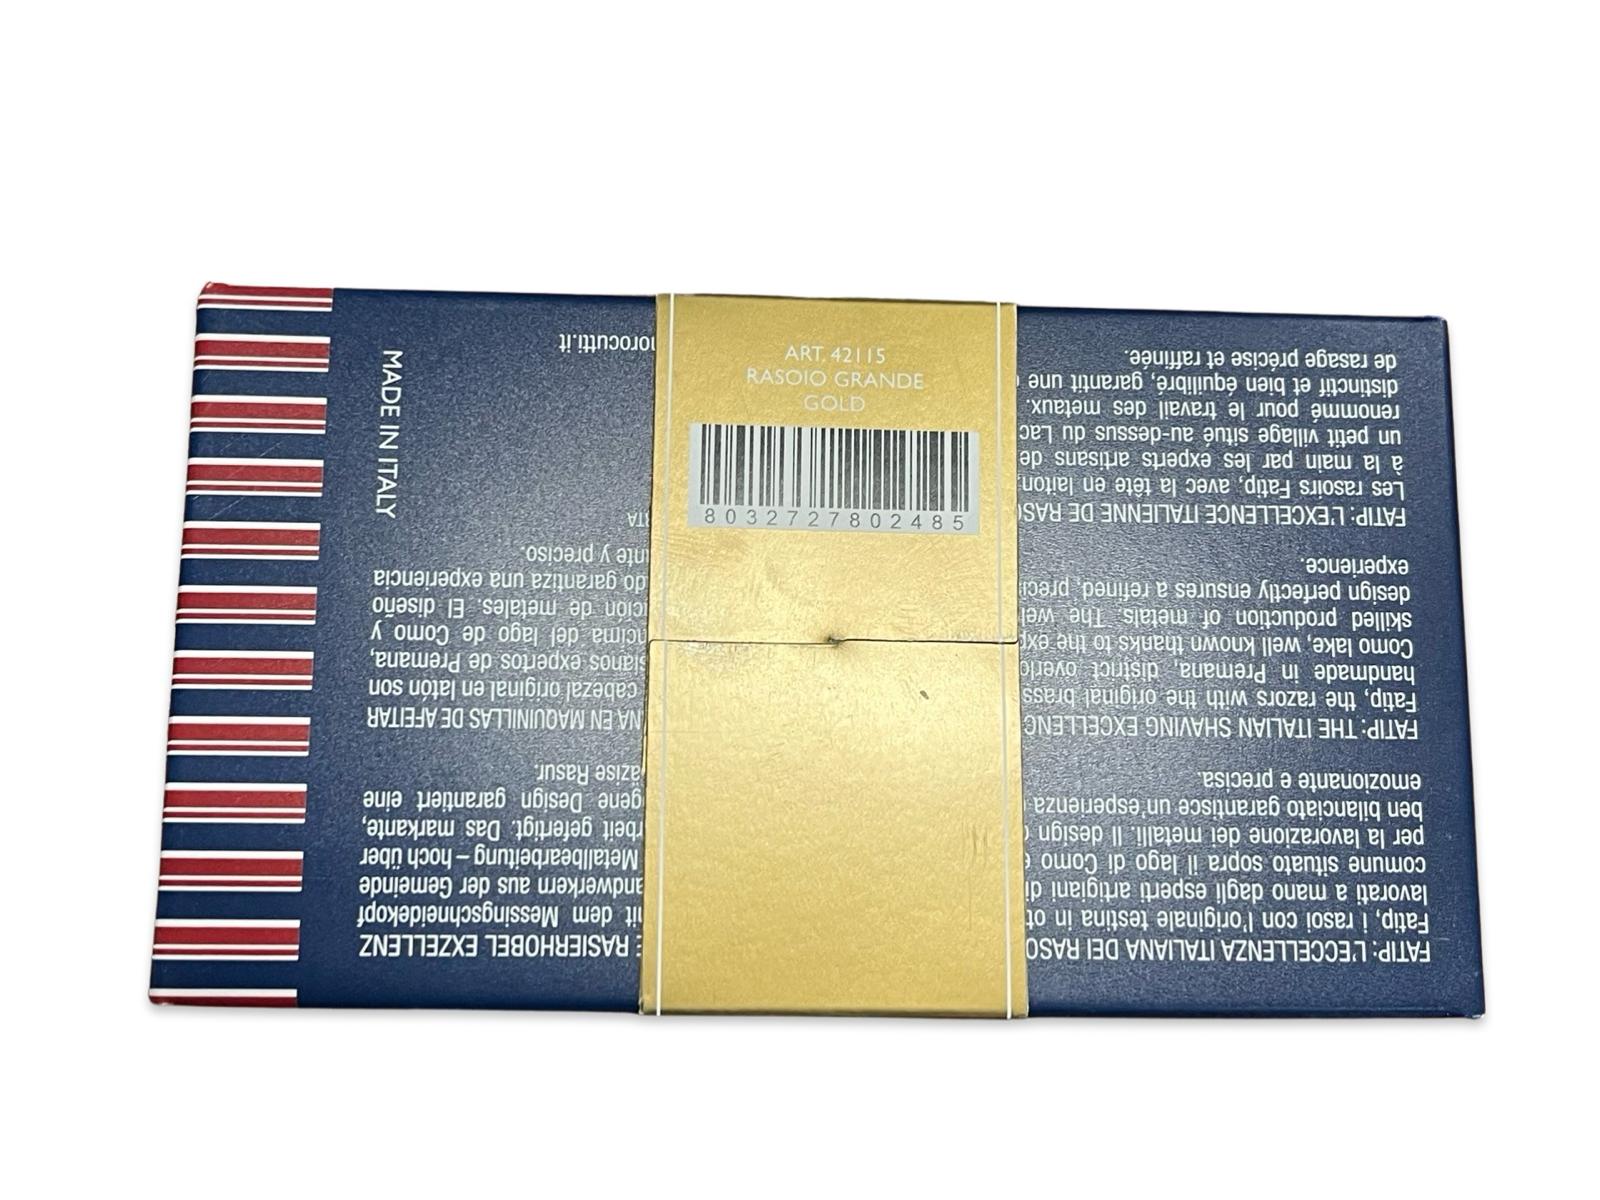 ART. 42115
RASOIO GRANDE
GOLD
8032727802485
MADE IN ITALY
FATIP: L'ECCELLENZA ITALIANA DEI RASO
Fatip, i rasoi con l'originale testina in ot
lavorati a mano dagli esperti artigiani di
comune situato sopra il lago di Como e
per la lavorazione dei metalli. Il design
ben bilanciato garantisce un'esperienza
emozionante e precisa.
FATIP: THE ITALIAN SHAVING EXCELLENC
Fatip, the razors with the original brass
handmade in Premana, district overlo
Como lake, well known thanks to the exp
skilled production of metals. The wel
design perfectly ensures a refined, preci
experience.
FATIP: L'EXCELLENCE ITALIENNE DE RASO
Les rasoirs Fatip, avec la tête en laiton,
à la main par les experts artisans de
un petit village situé au-dessus du Lac
renommé pour le travail des metaux.
distinctif et bien équilibré, garantit une
de rasage précise et raffinée.
E RASIERHOBEL EXZELLENZ
it dem Messingschneidekopf
andwerkern aus der Gemeinde
Metallbearbeitung – hoch über
rbeit gefertigt. Das markante,
gene Design garantiert eine
äzise Rasur.
NA EN MAQUINILLAS DE AFEITAR
cabezal original en latón son
sianos expertos de Premana,
ncima del lago de Como y
ción de metales. El diseño
do garantiza una experiencia
nte y preciso.
RTA
orocutti.it